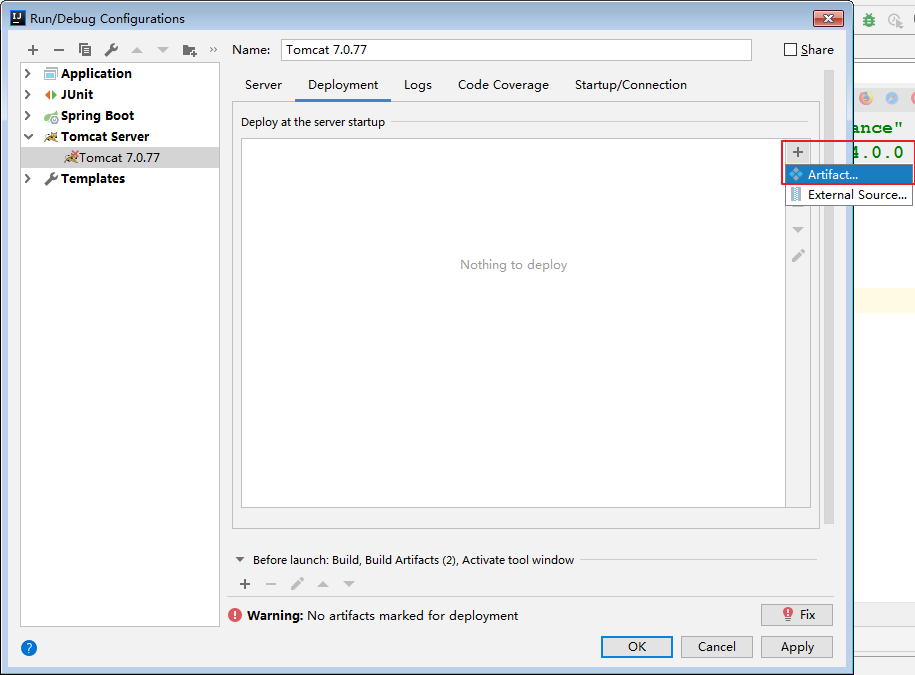 Run/Debug Configurations
Name: Tomcat 7.0.77 Share
Application
JUnit
Spring Boot
Tomcat Server
Tomcat 7.0.77
Templates
Server Deployment Logs Code Coverage Startup/Connection
Deploy at the server startup
ance"
4.0.0
Artifact...
External Source...
Nothing to deploy
Before launch: Build, Build Artifacts (2), Activate tool window
Warning: No artifacts marked for deployment Fix
OK Cancel Apply